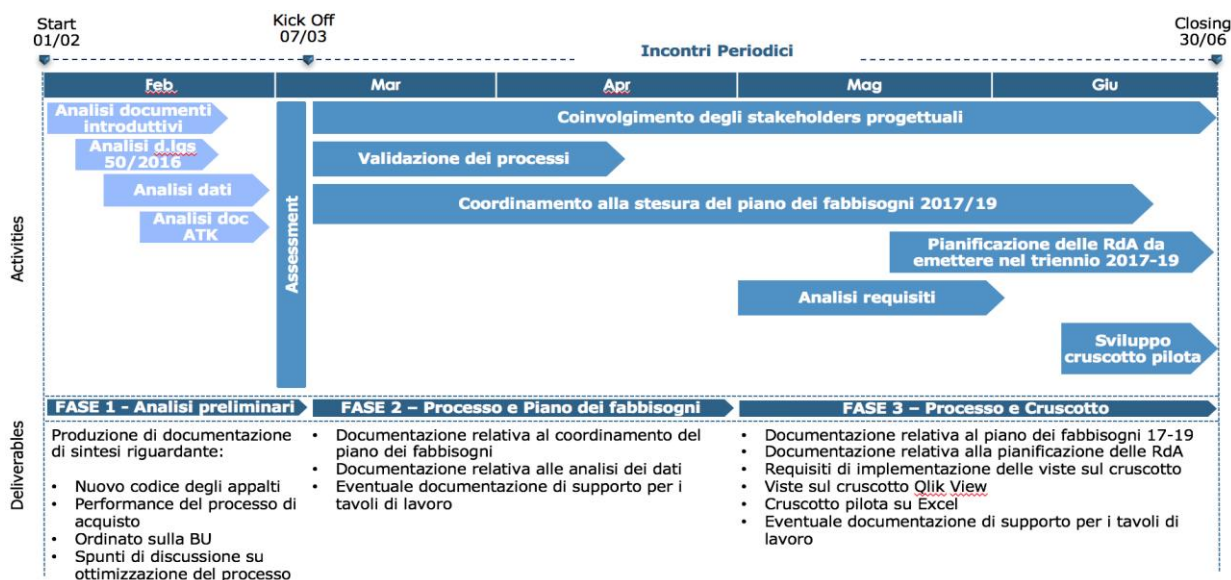 Start
01/02
Kick Off
07/03
Closing
30/06
Incontri Periodici
Feb
Mar
Apr
Mag
Giu
Activities
Analisi documenti
introduttivi
Analisi d.lgs
50/2016
Analisi dati
Analisi doc
ATK
Assessment
Coinvolgimento degli stakeholders progettuali
Validazione dei processi
Coordinamento alla stesura del piano dei fabbisogni 2017/19
Pianificazione delle RdA da
emettere nel triennio 2017-19
Analisi requisiti
Sviluppo
cruscotto pilota
Deliverables
FASE 1 - Analisi preliminari
Produzione di documentazione
di sintesi riguardante:
• Nuovo codice degli appalti
• Performance del processo di
acquisto
• Ordinato sulla BU
• Spunti di discussione su
ottimizzazione del processo
FASE 2 – Processo e Piano dei fabbisogni
• Documentazione relativa al coordinamento del
piano dei fabbisogni
• Documentazione relativa alle analisi dei dati
• Eventuale documentazione di supporto per i
tavoli di lavoro
FASE 3 – Processo e Cruscotto
• Documentazione relativa al piano dei fabbisogni 17-19
• Documentazione relativa alla pianificazione delle RdA
• Requisiti di implementazione delle viste sul cruscotto
• Viste sul cruscotto Qlik View
• Cruscotto pilota su Excel
• Eventuale documentazione di supporto per i tavoli di
lavoro